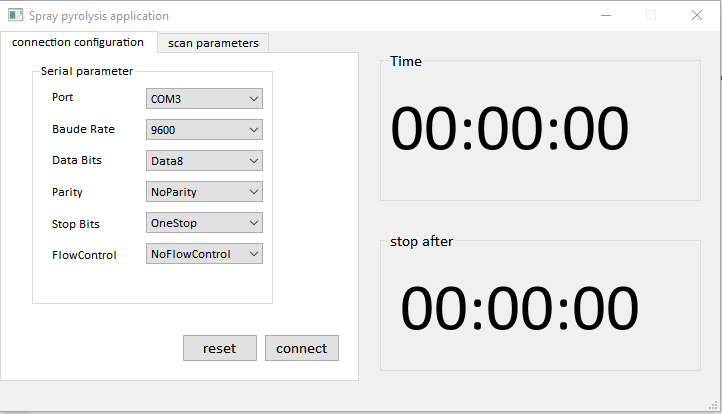 Spray pyrolysis application
connection configuration scan parameters
Serial parameter
Port COM3
Baude Rate 9600
Data Bits Data8
Parity NoParity
Stop Bits OneStop
FlowControl NoFlowControl
reset connect
Time
00:00:00
stop after
00:00:00